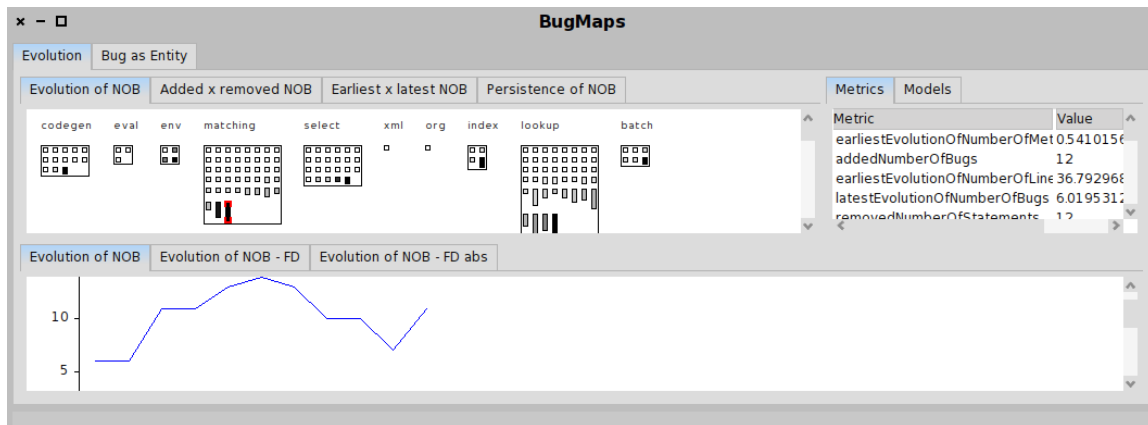 BugMaps
Evolution Bug as Entity
Evolution of NOB Added x removed NOB Earliest x latest NOB Persistence of NOB
codegen eval env matching select xml org index lookup batch
Metrics Models
Metric Value
earliestEvolutionOfNumberOfMet 0.5410156
addedNumberOfBugs 12
earliestEvolutionOfNumberOfLine 36.792968
latestEvolutionOfNumberOfBugs 6.0195312
removedNumberOfStatements 12
Evolution of NOB Evolution of NOB - FD Evolution of NOB - FD abs
10
5